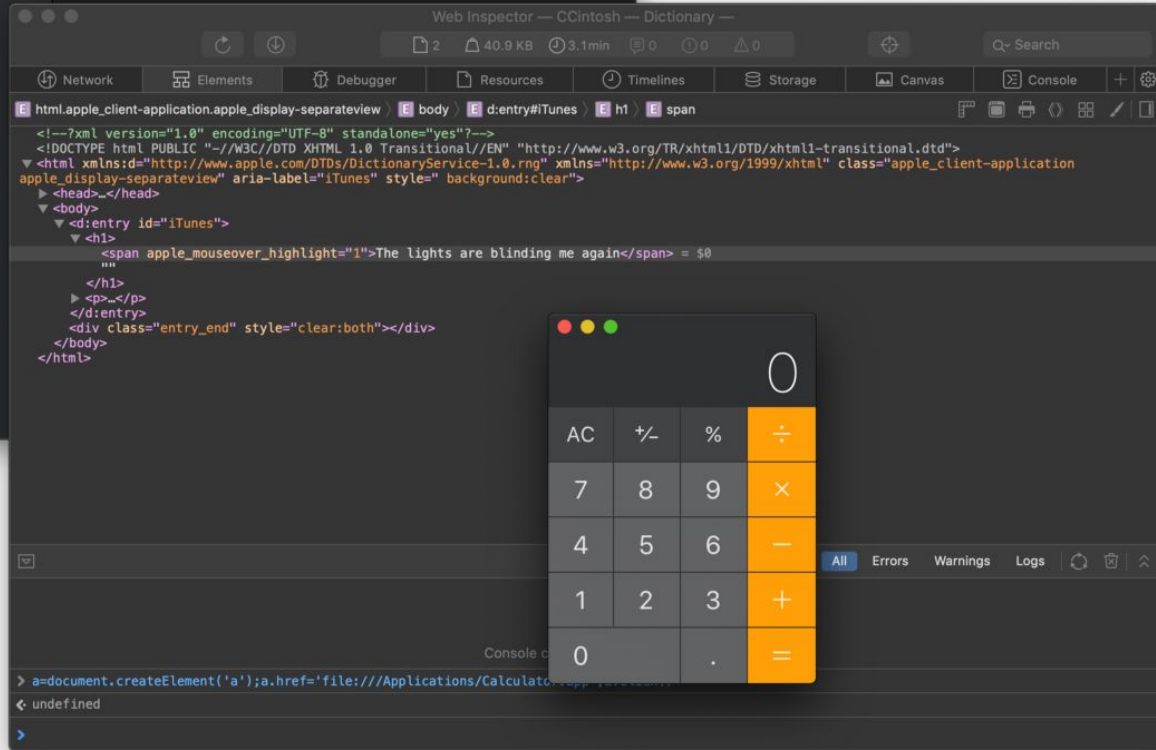 Web Inspector — CCintosh — Dictionary —
2 40.9 KB 3.1min 0 0 0 Search
Network Elements Debugger Resources Timelines Storage Canvas Console
E html.apple_client-application.apple_display-separateview E body E d:entry#iTunes E h1 E span
<!--?xml version="1.0" encoding="UTF-8" standalone="yes"?-->
<!DOCTYPE html PUBLIC "-//W3C//DTD XHTML 1.0 Transitional//EN" "http://www.w3.org/TR/xhtml1/DTD/xhtml1-transitional.dtd">
<html xmlns:d="http://www.apple.com/DTDs/DictionaryService-1.0.rng" xmlns="http://www.w3.org/1999/xhtml" class="apple_client-application
apple_display-separateview" aria-label="iTunes" style=" background:clear">
<head>…</head>
<body>
<d:entry id="iTunes">
<h1>
<span apple_mouseover_highlight="1">The lights are blinding me again</span> = $0
""
</h1>
<p>…</p>
</d:entry>
<div class="entry_end" style="clear:both"></div>
</body>
</html>
0
AC +/− % ÷
7 8 9 ×
4 5 6 −
1 2 3 +
0 . =
All Errors Warnings Logs
Console
> a=document.createElement('a');a.href='file:///Applications/Calculator
undefined
>